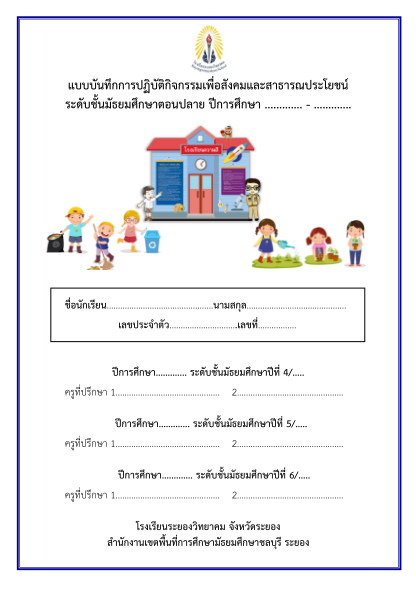 แบบบันทึกการปฏิบัติกิจกรรมเพื่อสังคมและสาธารณประโยชน์
ระดับชั้นมัธยมศึกษาตอนปลาย ปีการศึกษา ............. - .............
ชื่อนักเรียน................................................นามสกุล.............................................
เลขประจำตัว...............................เลขที่.................
ปีการศึกษา............. ระดับชั้นมัธยมศึกษาปีที่ 4/.....
ครูที่ปรึกษา 1.............................................. 2...............................................
ปีการศึกษา............. ระดับชั้นมัธยมศึกษาปีที่ 5/.....
ครูที่ปรึกษา 1.............................................. 2...............................................
ปีการศึกษา............. ระดับชั้นมัธยมศึกษาปีที่ 6/.....
ครูที่ปรึกษา 1.............................................. 2...............................................
โรงเรียนระยองวิทยาคม จังหวัดระยอง
สำนักงานเขตพื้นที่การศึกษามัธยมศึกษาชลบุรี ระยอง